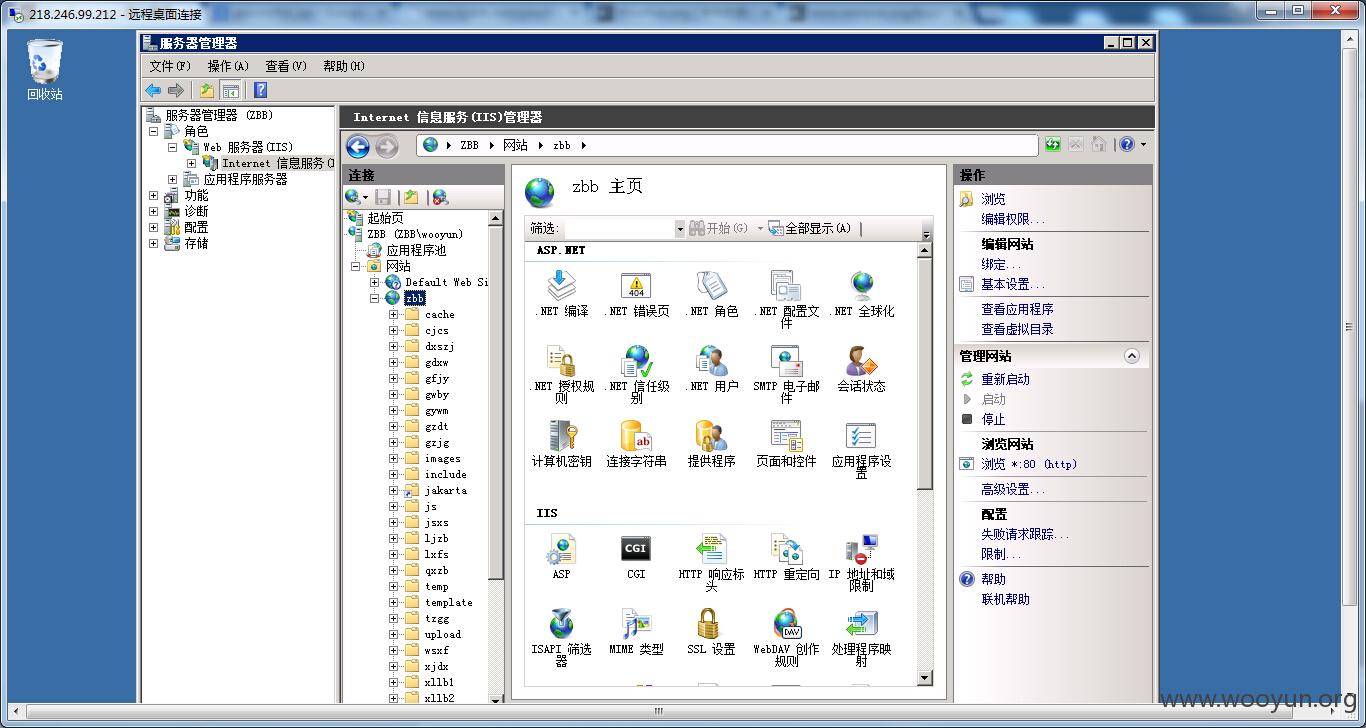 218.246.99.212 - 远程桌面连接
回收站
服务器管理器
文件(F) 操作(A) 查看(V) 帮助(H)
服务器管理器 (ZBB)
角色
Web 服务器(IIS)
Internet 信息服务(I
应用程序服务器
功能
诊断
配置
存储
Internet 信息服务(IIS)管理器
ZBB 网站 zbb
连接
起始页
ZBB (ZBB\wooyun)
应用程序池
网站
Default Web Si
zbb
cache
cjcs
dxszj
gdxw
gfjy
gwby
gywm
gzdt
gzjg
images
include
jakarta
js
jsxs
ljzb
lxfs
qxzb
temp
template
tzgg
upload
wsxf
xjdx
xllb1
xllb2
zbb 主页
筛选: 开始(G) 全部显示(A)
ASP.NET
.NET 编译
404
.NET 错误页
.NET 角色
.NET 配置文件
.NET 全球化
.NET 授权规则
.NET 信任级别
.NET 用户
SMTP 电子邮件
会话状态
计算机密钥
ab
连接字符串
提供程序
页面和控件
应用程序设置
IIS
ASP
CGI
CGI
HTTP 响应标头
HTTP 重定向
IP 地址和域限制
ISAPI 筛选器
MIME 类型
SSL 设置
DAV
WebDAV 创作规则
处理程序映射
操作
浏览
编辑权限...
编辑网站
绑定...
基本设置...
查看应用程序
查看虚拟目录
管理网站
重新启动
启动
停止
浏览网站
浏览 *:80 (http)
高级设置...
配置
失败请求跟踪...
限制...
帮助
联机帮助
www.wooyun.org